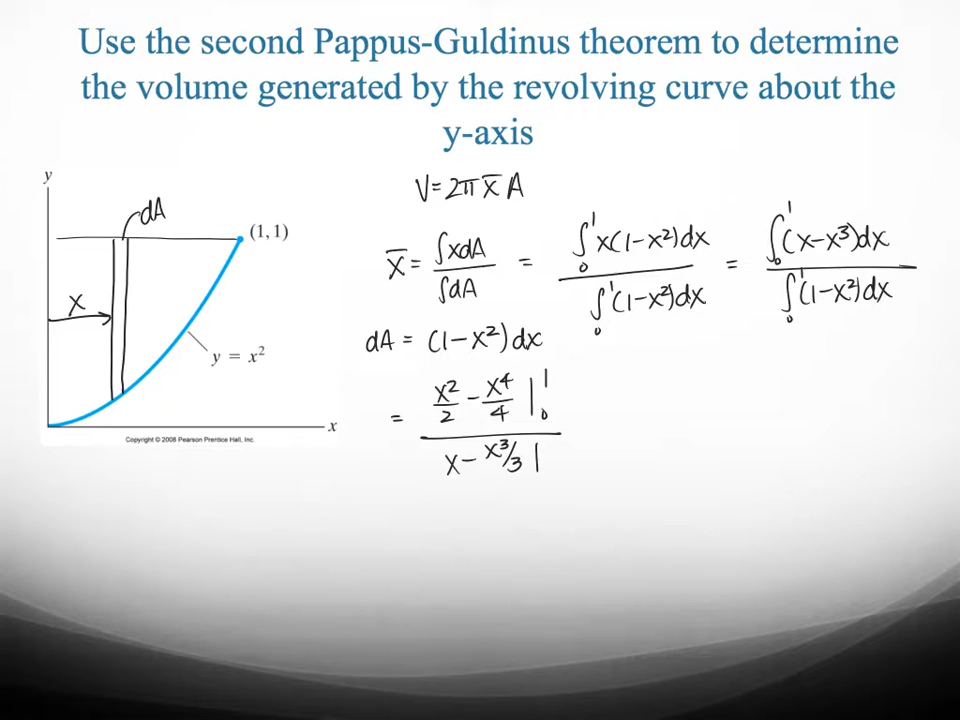 Use the second Pappus-Guldinus theorem to determine
the volume generated by the revolving curve about the
y-axis
y
dA
(1, 1)
x
y = x²
x
Copyright © 2008 Pearson Prentice Hall, Inc.
V = 2π x̄ A
x̄ = ∫xdA / ∫dA = ∫₀¹ x(1-x²)dx / ∫₀¹ (1-x²)dx = ∫₀¹ (x-x³)dx / ∫₀¹ (1-x²)dx
dA = (1-x²)dx
= x²/2 - x⁴/4 |₀¹ / x - x³/3 |